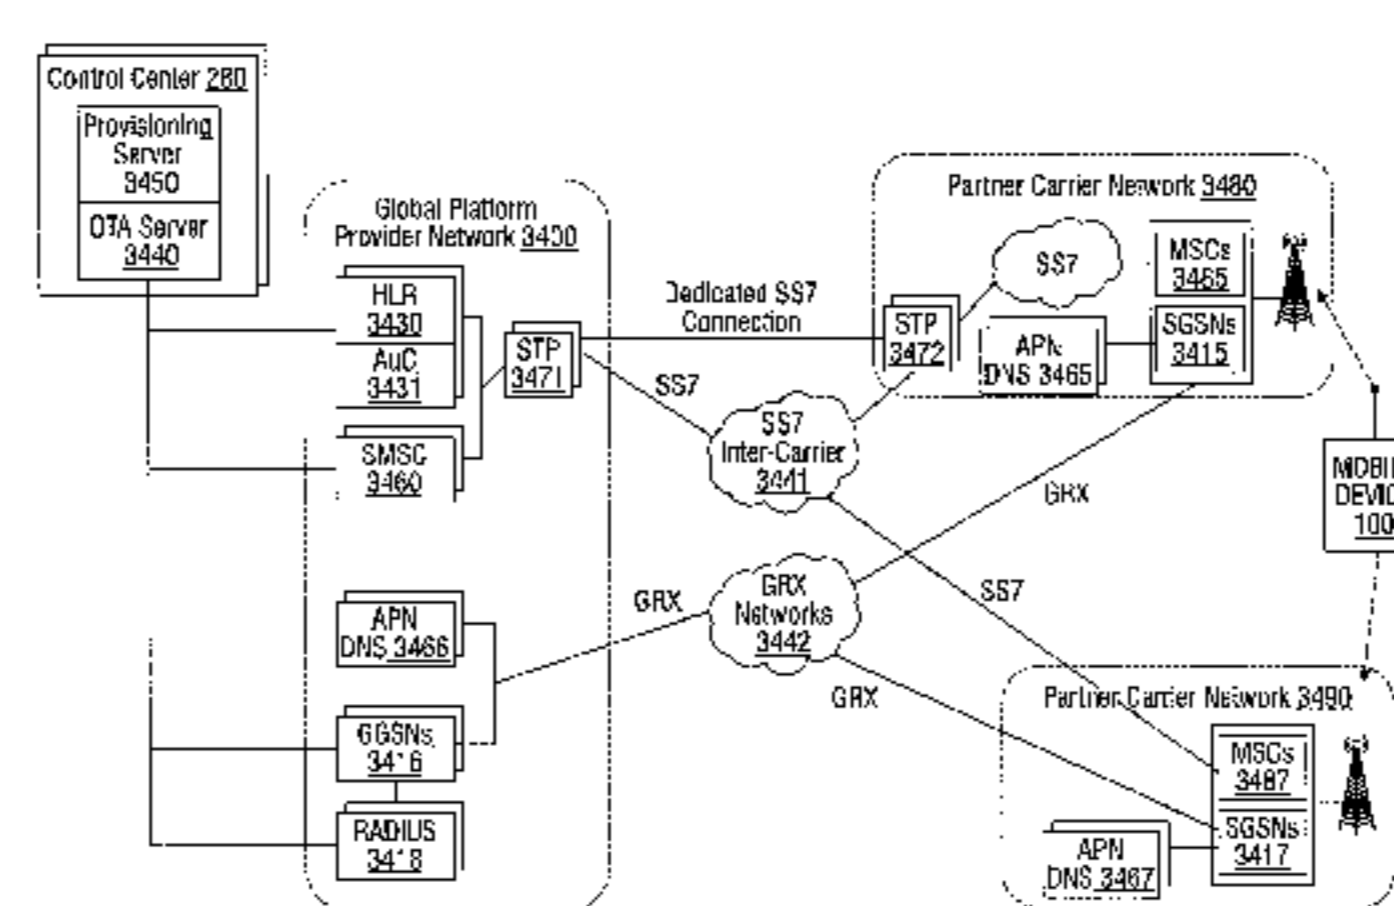 Control Center 260
Provisioning
Server
3450
OTA Server
3440
Global Platform
Provider Network 3400
HLR
3430
AuC
3431
SMSC
3460
STP
3471
APN
DNS 3466
GGSNs
3416
RADIUS
3418
Dedicated SS7
Connection
SS7
SS7
Inter-Carrier
3441
GRX
GRX
Networks
3442
GRX
GRX
SS7
Partner Carrier Network 3480
SS7
STP
3472
APN
DNS 3465
MSCs
3485
SGSNs
3415
Partner Carrier Network 3490
MSCs
3487
SGSNs
3417
APN
DNS 3467